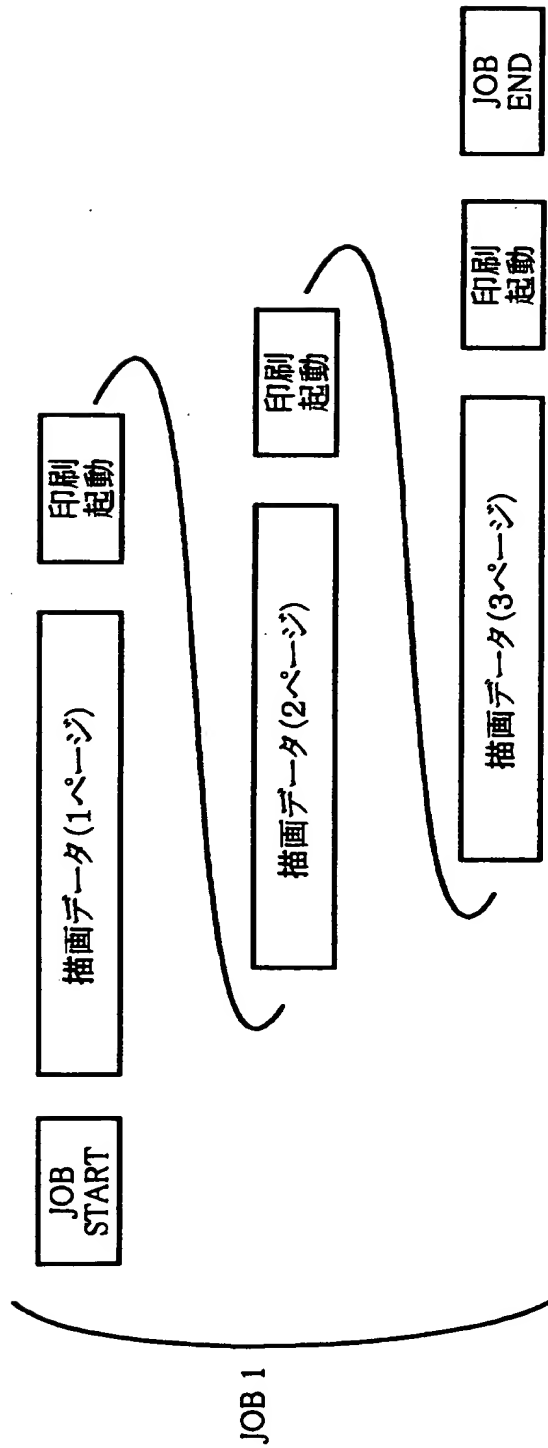 JOB 1
JOB
START
描画データ(1ページ)
印刷
起動
描画データ(2ページ)
印刷
起動
描画データ(3ページ)
印刷
起動
JOB
END